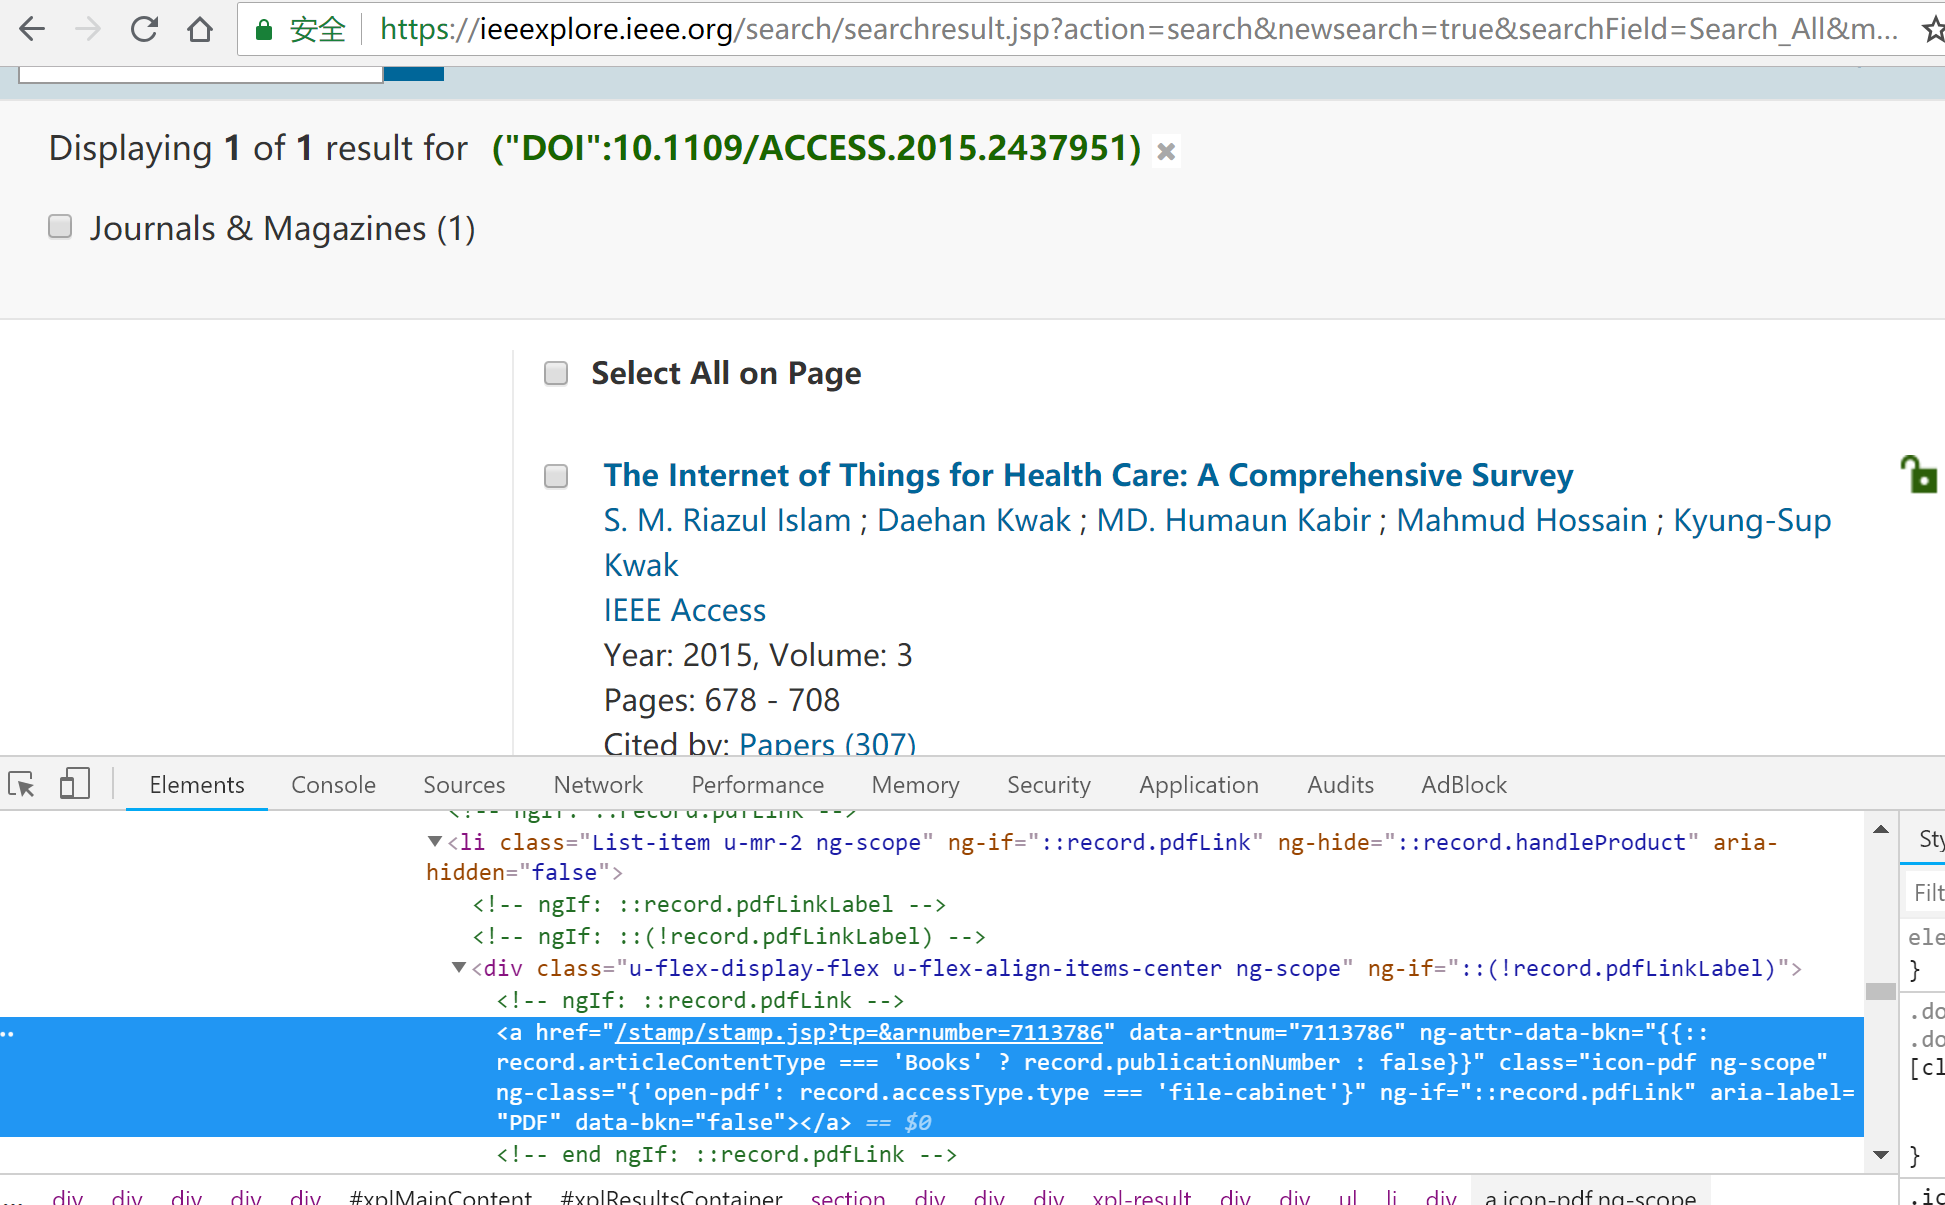 安全 https://ieeexplore.ieee.org/search/searchresult.jsp?action=search&newsearch=true&searchField=Search_All&m...
Displaying 1 of 1 result for ("DOI":10.1109/ACCESS.2015.2437951) ×
Journals & Magazines (1)
Select All on Page
The Internet of Things for Health Care: A Comprehensive Survey
S. M. Riazul Islam ; Daehan Kwak ; MD. Humaun Kabir ; Mahmud Hossain ; Kyung-Sup
Kwak
IEEE Access
Year: 2015, Volume: 3
Pages: 678 - 708
Cited by: Papers (307)
Elements Console Sources Network Performance Memory Security Application Audits AdBlock
<!-- ngIf: ::record.pdfLink -->
<li class="List-item u-mr-2 ng-scope" ng-if="::record.pdfLink" ng-hide="::record.handleProduct" aria-
hidden="false">
<!-- ngIf: ::record.pdfLinkLabel -->
<!-- ngIf: ::(!record.pdfLinkLabel) -->
<div class="u-flex-display-flex u-flex-align-items-center ng-scope" ng-if="::(!record.pdfLinkLabel)">
<!-- ngIf: ::record.pdfLink -->
<a href="/stamp/stamp.jsp?tp=&arnumber=7113786" data-artnum="7113786" ng-attr-data-bkn="{{::
record.articleContentType === 'Books' ? record.publicationNumber : false}}" class="icon-pdf ng-scope"
ng-class="{'open-pdf': record.accessType.type === 'file-cabinet'}" ng-if="::record.pdfLink" aria-label=
"PDF" data-bkn="false"></a> == $0
<!-- end ngIf: ::record.pdfLink -->
... div div div div div #xplMainContent #xplResultsContainer section div div div xpl-result div div ul li div a.icon-pdf.ng-scope
Sty
Filt
ele
}
.do
.do
[cl
}
.ic